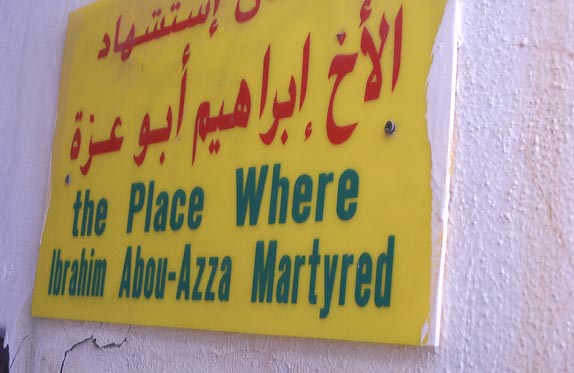 إستشهاد
الأخ إبراهيم أبو عزة
the Place Where
Ibrahim Abou-Azza Martyred